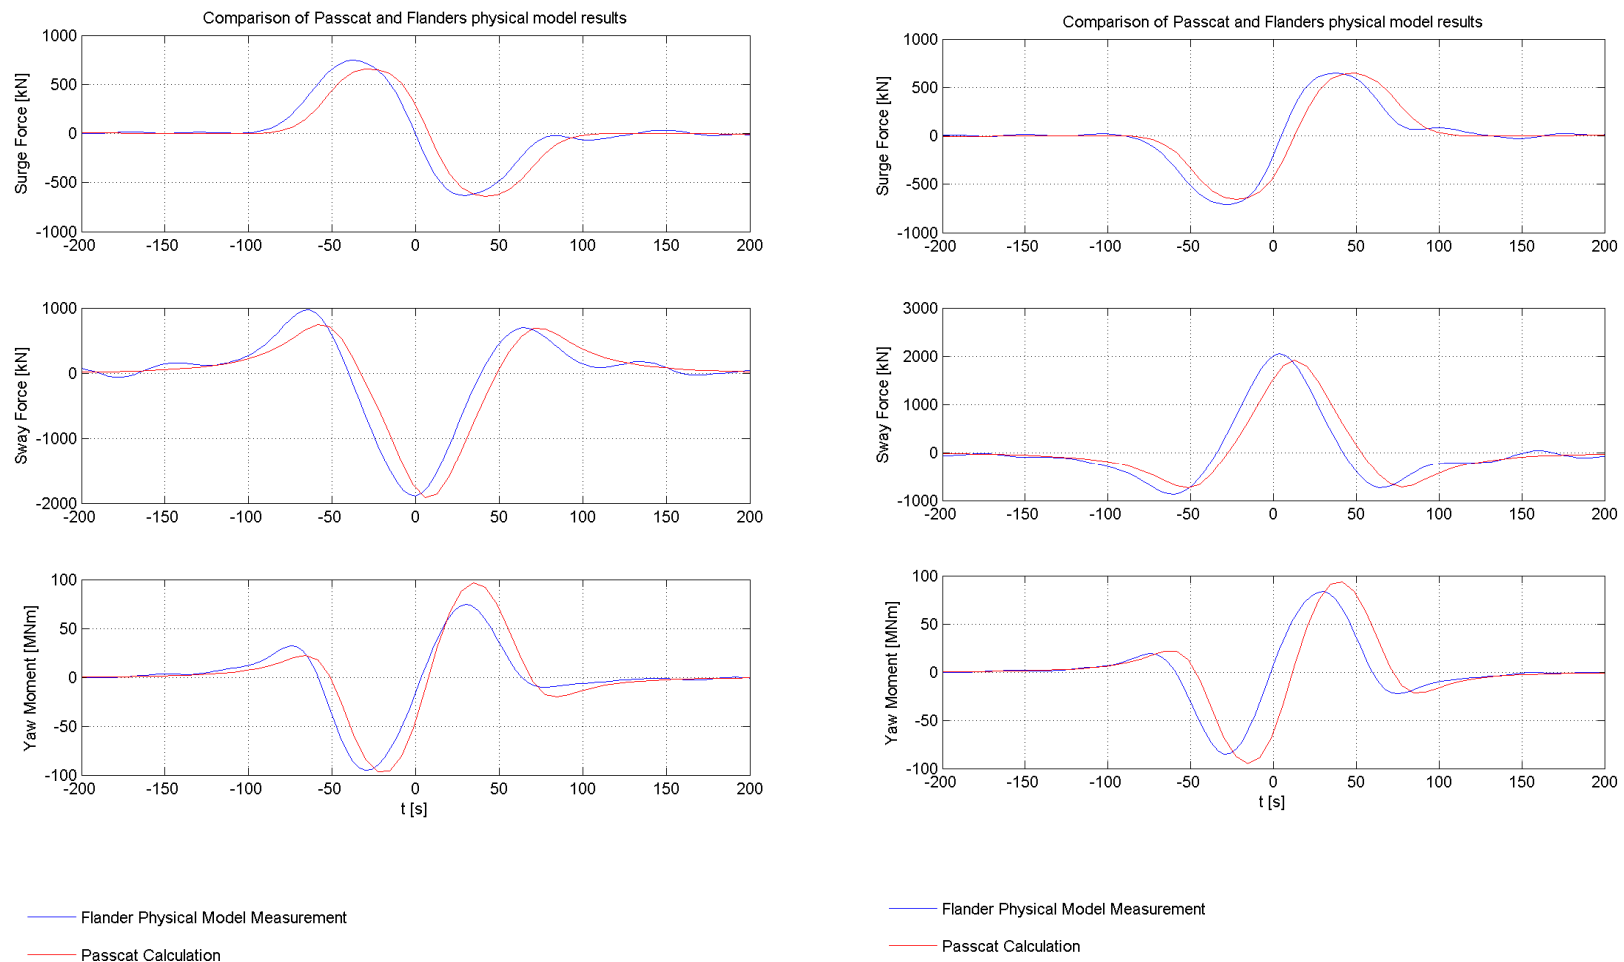 Comparison of Passcat and Flanders physical model results
1000
500
0
-500
-1000
Surge Force [kN]
-200 -150 -100 -50 0 50 100 150 200
1000
0
-1000
-2000
Sway Force [kN]
-200 -150 -100 -50 0 50 100 150 200
100
50
0
-50
-100
Yaw Moment [MNm]
-200 -150 -100 -50 0 50 100 150 200
t [s]
Flander Physical Model Measurement
Passcat Calculation
Comparison of Passcat and Flanders physical model results
1000
500
0
-500
-1000
Surge Force [kN]
-200 -150 -100 -50 0 50 100 150 200
3000
2000
1000
0
-1000
Sway Force [kN]
-200 -150 -100 -50 0 50 100 150 200
100
50
0
-50
-100
Yaw Moment [MNm]
-200 -150 -100 -50 0 50 100 150 200
t [s]
Flander Physical Model Measurement
Passcat Calculation